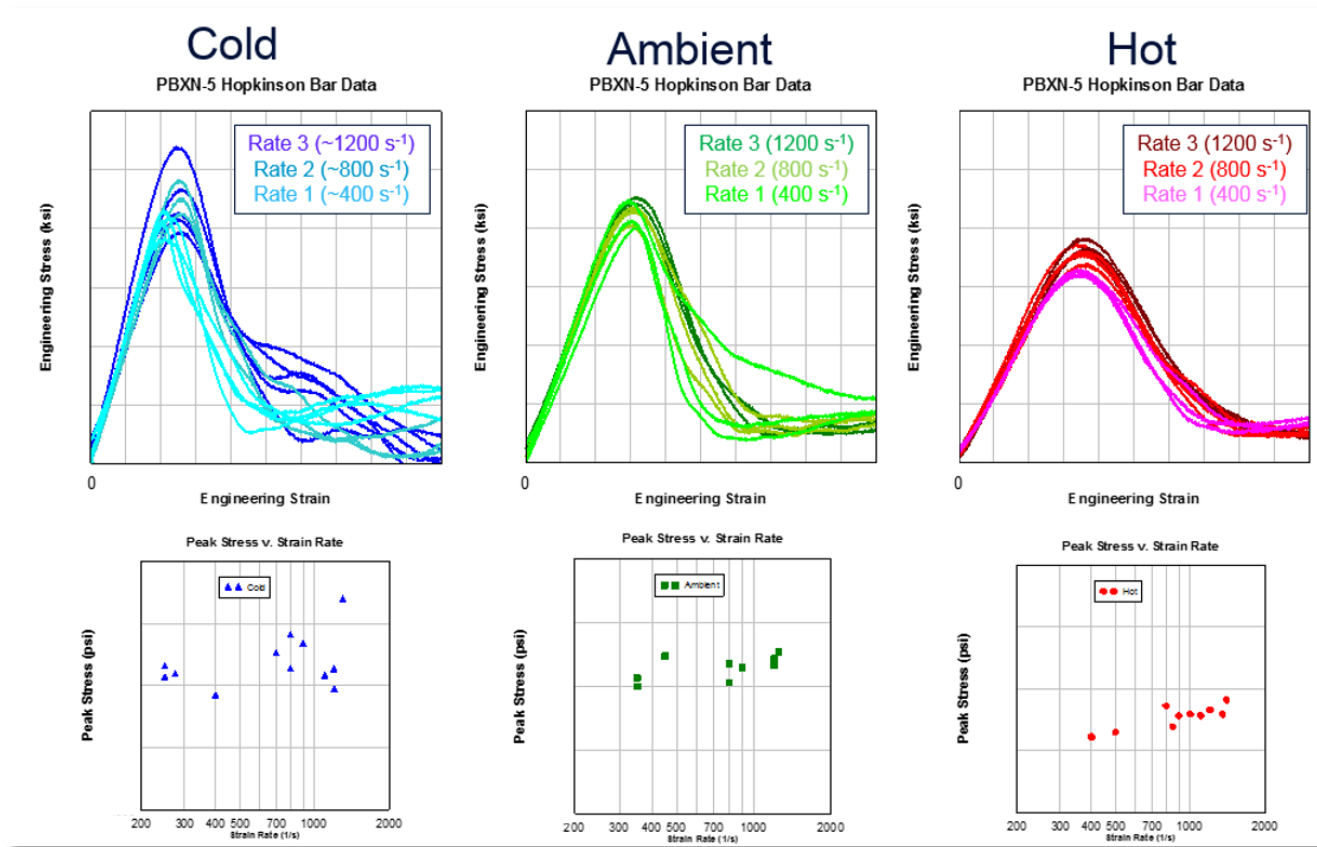 Cold
PBXN-5 Hopkinson Bar Data
Rate 3 (~1200 s⁻¹)
Rate 2 (~800 s⁻¹)
Rate 1 (~400 s⁻¹)
Engineering Stress (ksi)
0
Engineering Strain
Ambient
PBXN-5 Hopkinson Bar Data
Rate 3 (1200 s⁻¹)
Rate 2 (800 s⁻¹)
Rate 1 (400 s⁻¹)
Engineering Stress (ksi)
0
Engineering Strain
Hot
PBXN-5 Hopkinson Bar Data
Rate 3 (1200 s⁻¹)
Rate 2 (800 s⁻¹)
Rate 1 (400 s⁻¹)
Engineering Stress (ksi)
0
Engineering Strain
Peak Stress v. Strain Rate
Cold
Peak Stress (psi)
200 300 400 500 700 1000 2000
Strain Rate (1/s)
Peak Stress v. Strain Rate
Ambient
Peak Stress (psi)
200 300 400 500 700 1000 2000
Strain Rate (1/s)
Peak Stress v. Strain Rate
Hot
Peak Stress (psi)
200 300 400 500 700 1000 2000
Strain Rate (1/s)